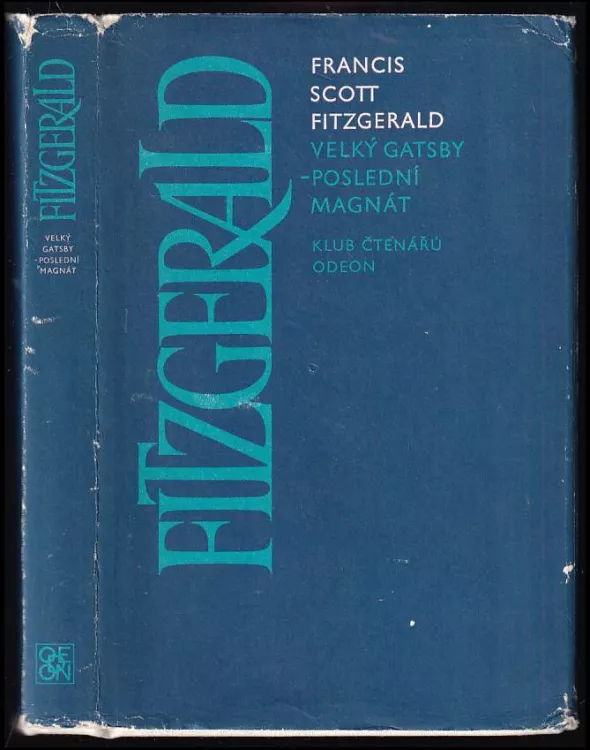 FITZGERALD
VELKÝ
GATSBY
-POSLEDNÍ
MAGNÁT
ODEON
FITZGERALD
FRANCIS
SCOTT
FITZGERALD
VELKÝ GATSBY
-POSLEDNÍ
MAGNÁT
KLUB ČTENÁŘŮ
ODEON